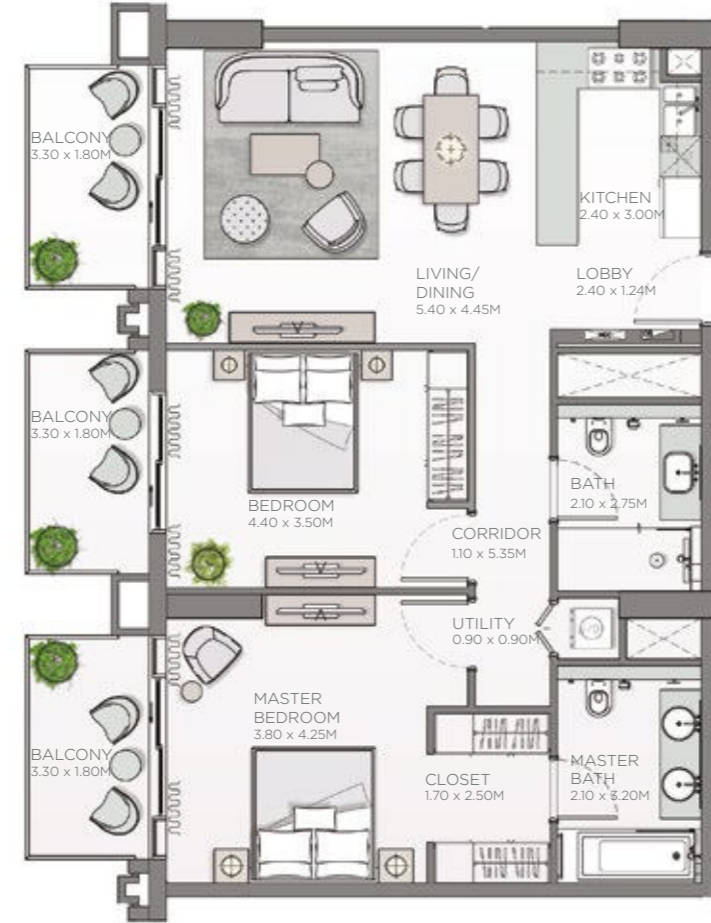 BALCONY
3.30 x 1.80M
KITCHEN
2.40 x 3.00M
LIVING/
DINING
5.40 x 4.45M
LOBBY
2.40 x 1.24M
BALCONY
3.30 x 1.80M
BEDROOM
4.40 x 3.50M
BATH
2.10 x 2.75M
CORRIDOR
1.10 x 5.35M
UTILITY
0.90 x 0.90M
MASTER
BEDROOM
3.80 x 4.25M
BALCONY
3.30 x 1.80M
CLOSET
1.70 x 2.50M
MASTER
BATH
2.10 x 3.20M